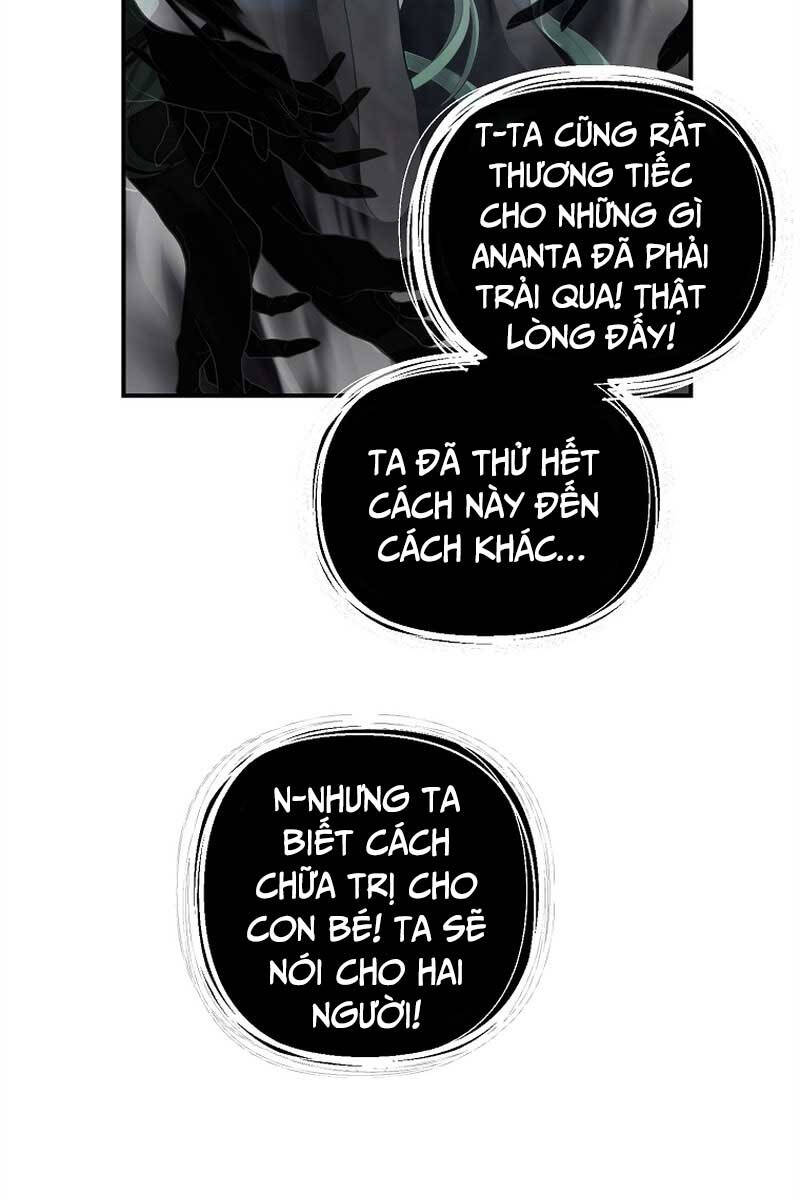 T-TA CŨNG RẤT
THƯƠNG TIẾC
CHO NHỮNG GÌ
ANANTA ĐÃ PHẢI
TRẢI QUA! THẬT
LÒNG ĐẤY!
TA ĐÃ THỬ HẾT
CÁCH NÀY ĐẾN
CÁCH KHÁC...
N-NHƯNG TA
BIẾT CÁCH
CHỮA TRỊ CHO
CON BÉ! TA SẼ
NÓI CHO HAI
NGƯỜI!